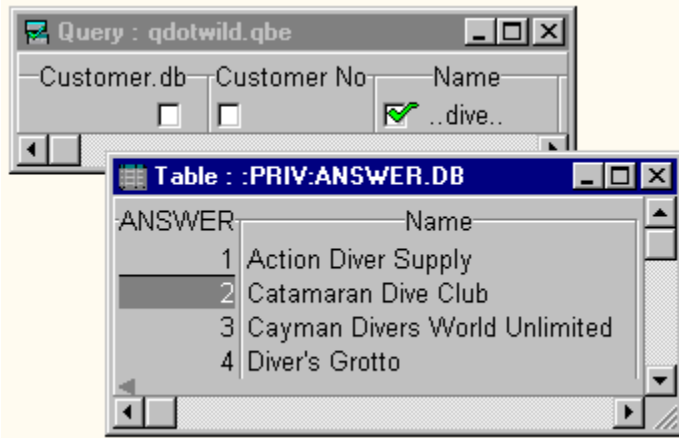 Query : qdotwild.qbe
Customer.db Customer No Name
..dive..
Table : :PRIV:ANSWER.DB
ANSWER Name
1 Action Diver Supply
2 Catamaran Dive Club
3 Cayman Divers World Unlimited
4 Diver's Grotto